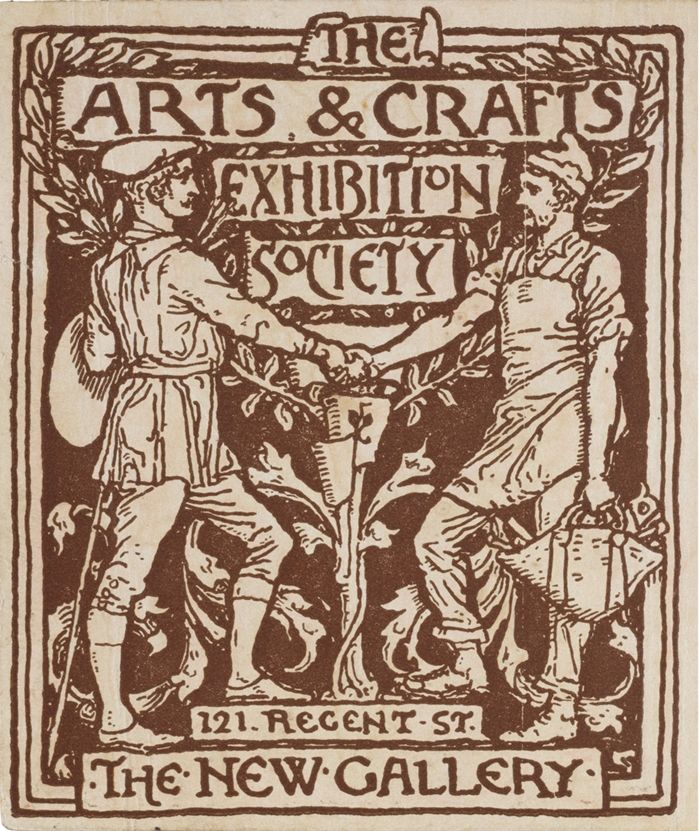 THE
ARTS & CRAFTS
EXHIBITION
SOCIETY
121. REGENT·ST.
·THE·NEW·GALLERY·